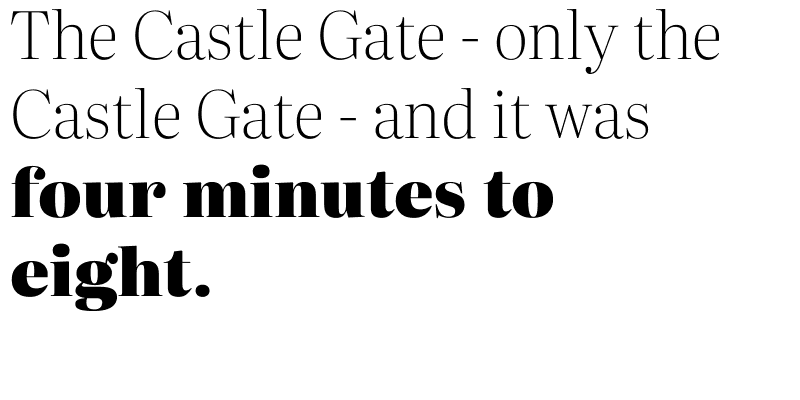 The Castle Gate - only the
Castle Gate - and it was
four minutes to
eight.